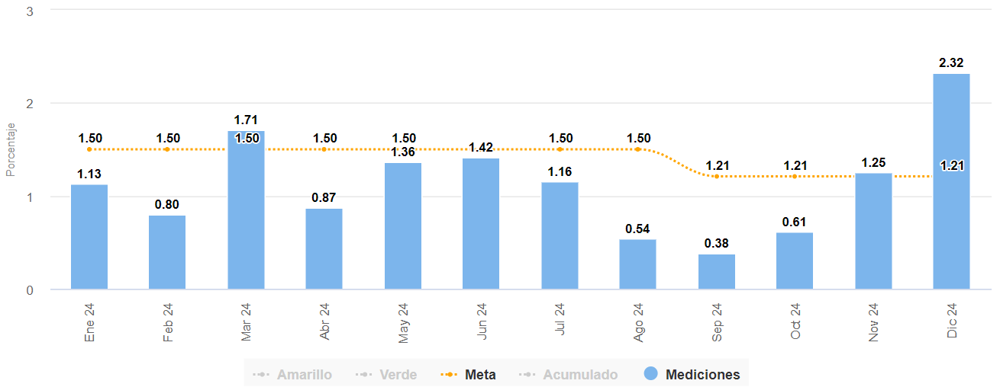 3
2
1
0
Porcentaje
2.32
1.71
1.50 1.50 1.50 1.50 1.50 1.42 1.50 1.50
1.36
1.13 1.16 1.21 1.21 1.25 1.21
0.80 0.87
0.54 0.38 0.61
Ene 24 Feb 24 Mar 24 Abr 24 May 24 Jun 24 Jul 24 Ago 24 Sep 24 Oct 24 Nov 24 Dic 24
Amarillo Verde Meta Acumulado Mediciones